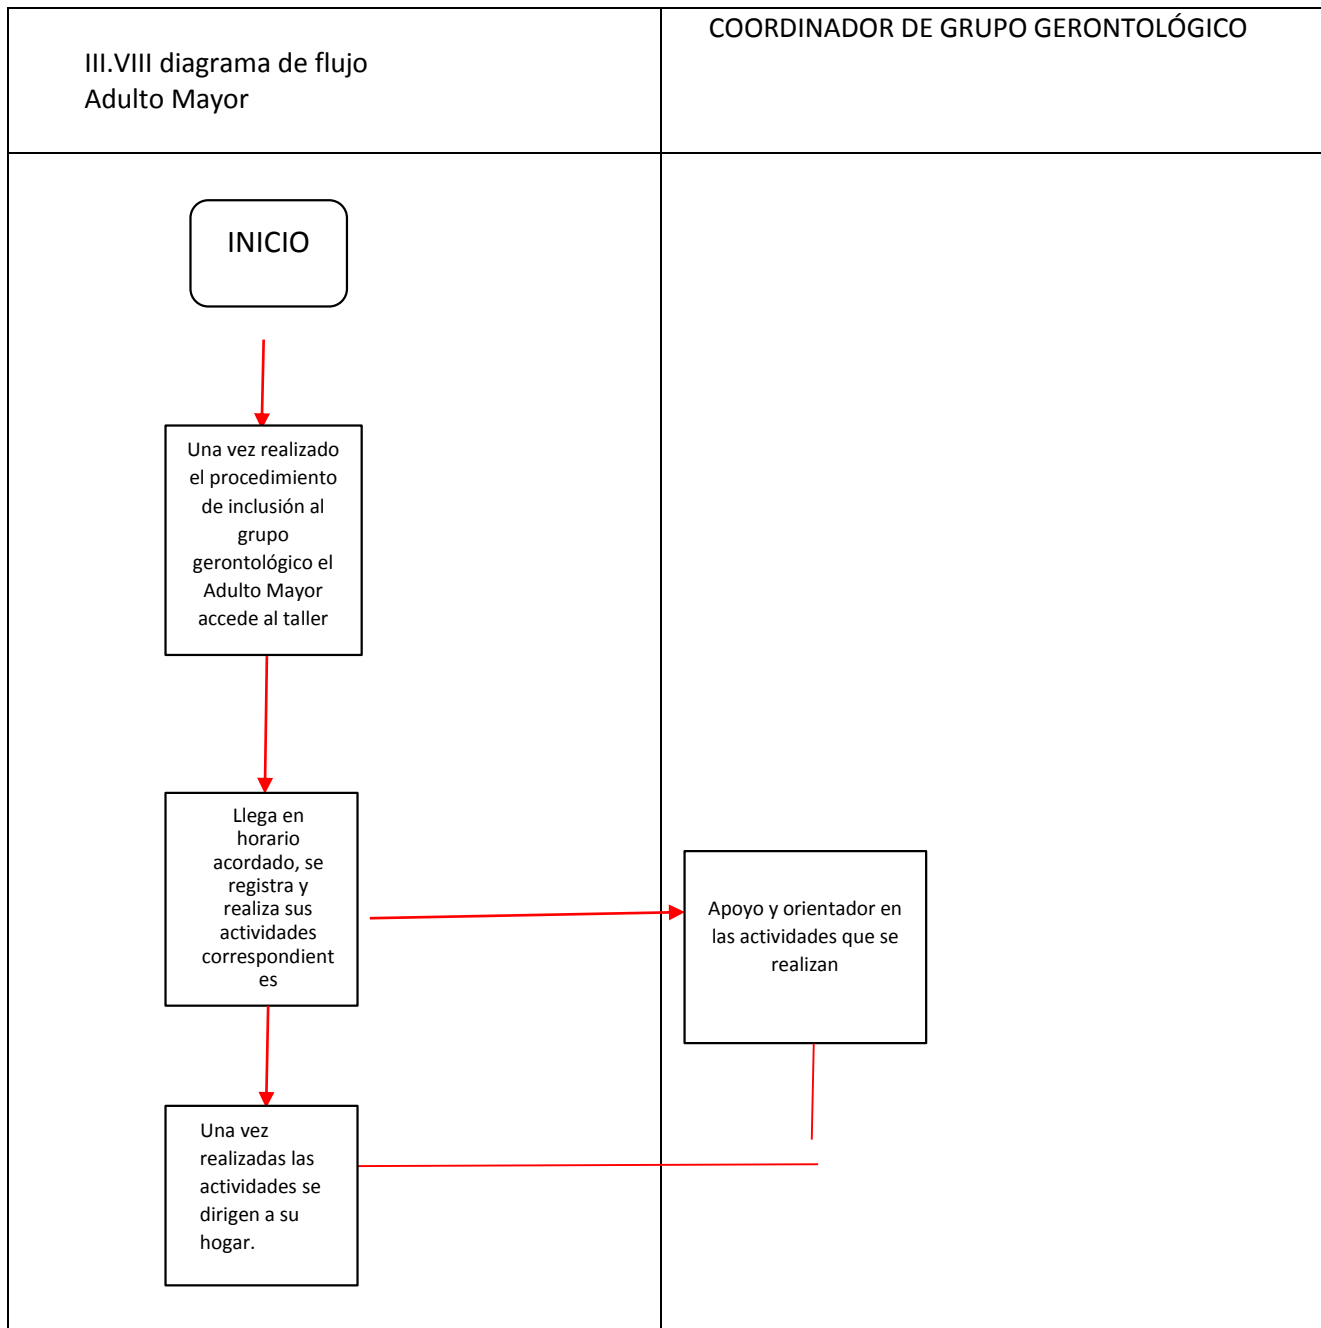 III.VIII diagrama de flujo
Adulto Mayor
COORDINADOR DE GRUPO GERONTOLÓGICO
INICIO
Una vez realizado
el procedimiento
de inclusión al
grupo
gerontológico el
Adulto Mayor
accede al taller
Llega en
horario
acordado, se
registra y
realiza sus
actividades
correspondient
es
Apoyo y orientador en
las actividades que se
realizan
Una vez
realizadas las
actividades se
dirigen a su
hogar.